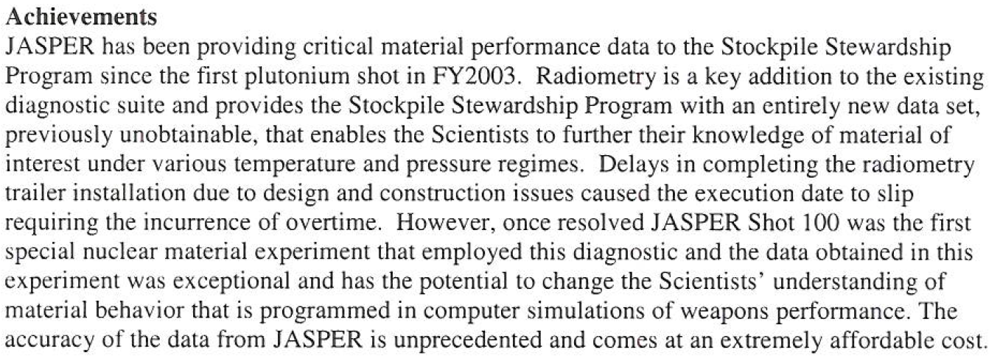 Achievements
JASPER has been providing critical material performance data to the Stockpile Stewardship
Program since the first plutonium shot in FY2003.  Radiometry is a key addition to the existing
diagnostic suite and provides the Stockpile Stewardship Program with an entirely new data set,
previously unobtainable, that enables the Scientists to further their knowledge of material of
interest under various temperature and pressure regimes.  Delays in completing the radiometry
trailer installation due to design and construction issues caused the execution date to slip
requiring the incurrence of overtime.  However, once resolved JASPER Shot 100 was the first
special nuclear material experiment that employed this diagnostic and the data obtained in this
experiment was exceptional and has the potential to change the Scientists' understanding of
material behavior that is programmed in computer simulations of weapons performance. The
accuracy of the data from JASPER is unprecedented and comes at an extremely affordable cost.